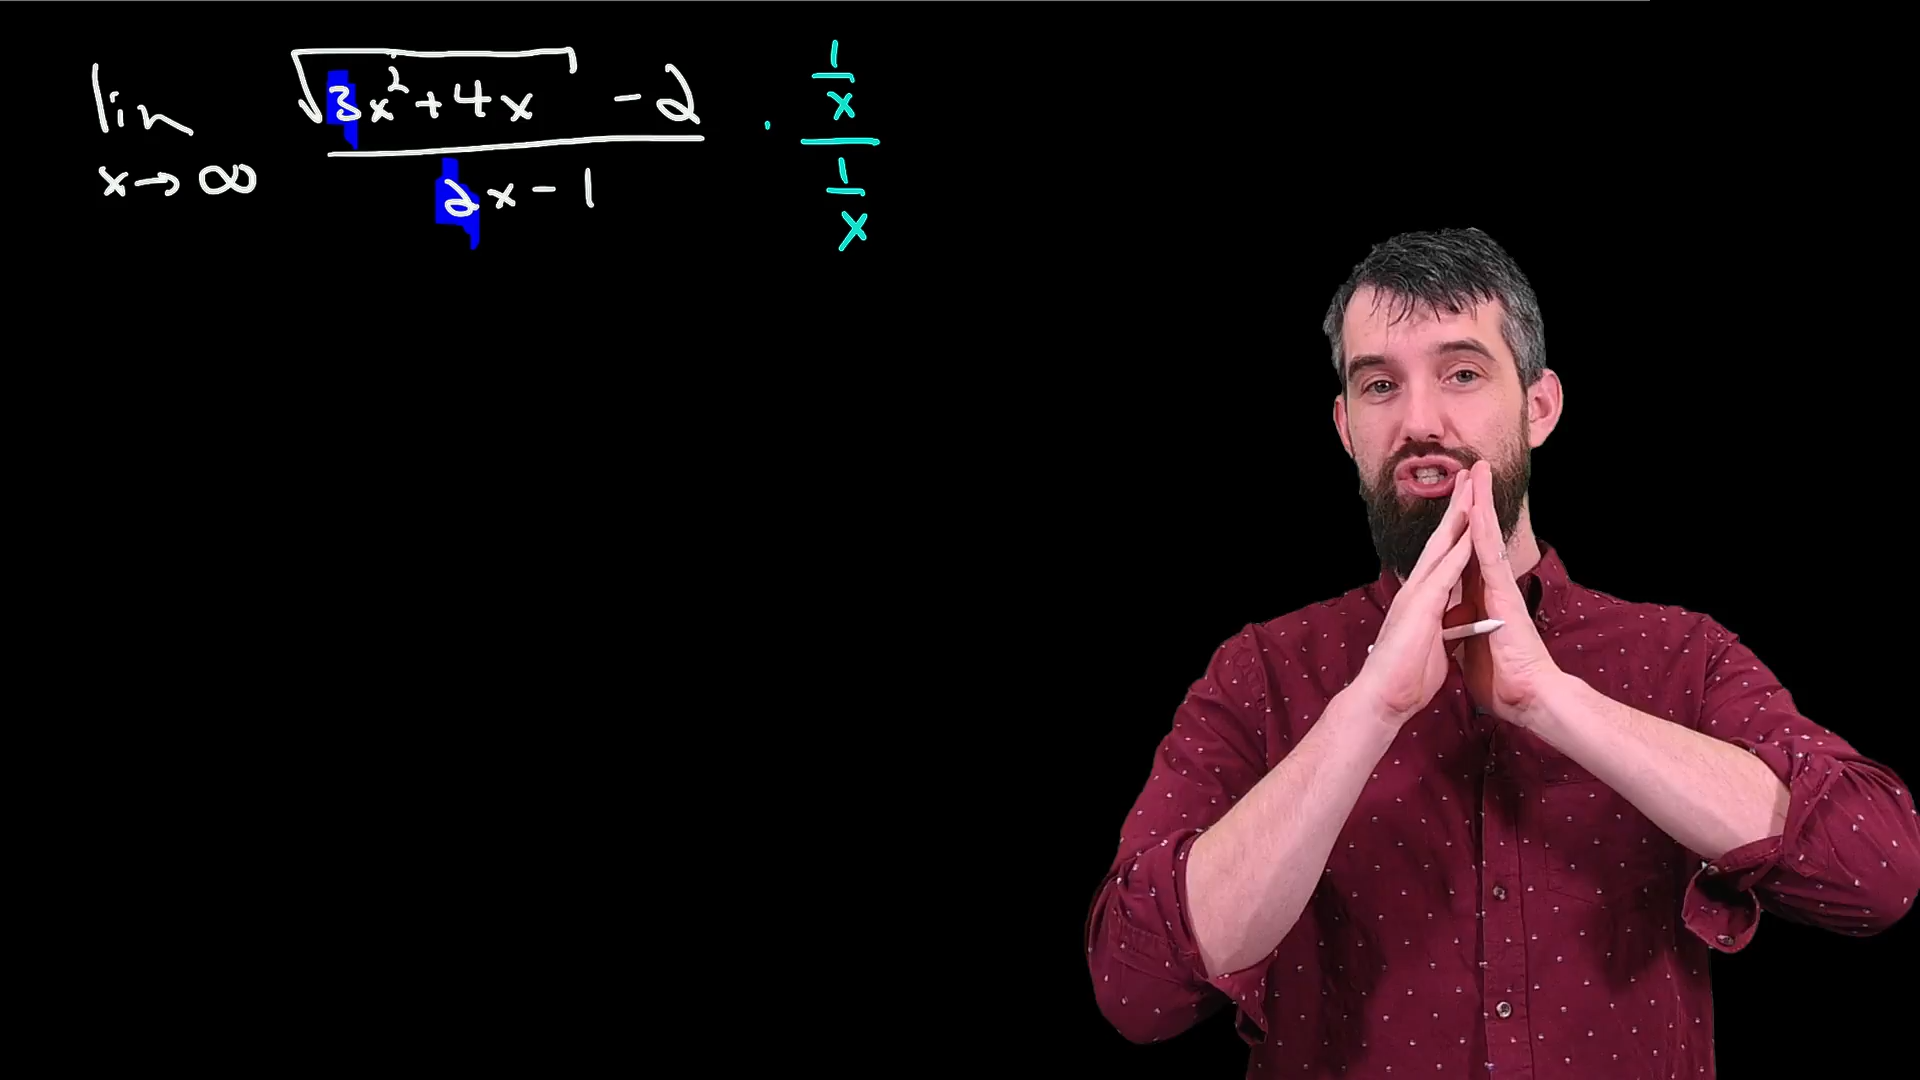 lim x→∞ (√(3x²+4x) - 2)/(2x - 1) · (1/x)/(1/x)